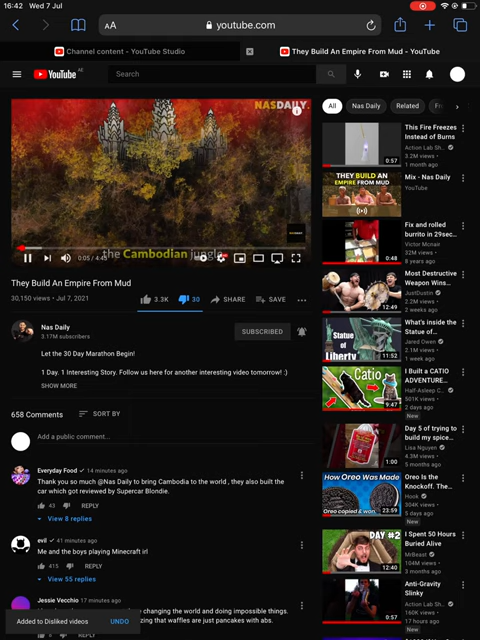 16:42 Wed 7 Jul
AA
youtube.com
Channel content - YouTube Studio
They Build An Empire From Mud - YouTube
YouTube AE
Search
NASDAILY.
the Cambodian jungle
0:05 / 4:45
They Build An Empire From Mud
30,150 views • Jul 7, 2021
3.3K
30
SHARE
SAVE
Nas Daily
3.17M subscribers
SUBSCRIBED
Let the 30 Day Marathon Begin!
1 Day. 1 Interesting Story. Follow us here for another interesting video tomorrow! :)
SHOW MORE
658 Comments
SORT BY
Add a public comment...
Everyday Food 14 minutes ago
Thank you so much @Nas Daily to bring Cambodia to the world , they also built the
car which got reviewed by Supercar Blondie.
43
REPLY
View 8 replies
evil 41 minutes ago
Me and the boys playing Minecraft irl
415
REPLY
View 55 replies
Jessie Vecchio 17 minutes ago
changing the world and doing impossible things.
zing that waffles are just pancakes with abs.
8
REPLY
Added to Disliked videos
UNDO
All
Nas Daily
Related
This Fire Freezes
Instead of Burns
Action Lab Sh...
3.2M views •
1 month ago
0:57
THEY BUILD AN
EMPIRE FROM MUD
Mix - Nas Daily
YouTube
Fix and rolled
burrito in 29sec...
Victor Monair
32M views •
8 years ago
0:48
Most Destructive
Weapon Wins...
JustDustin
2.2M views •
2 weeks ago
12:49
Statue
of
Liberty
What's inside the
Statue of...
Jared Owen
2.1M views •
1 week ago
11:52
I Built a CATIO
ADVENTURE...
Half-Asleep C...
501K views •
2 days ago
New
9:47
Day 5 of trying to
build my spice...
Lisa Nguyen
4.3M views •
5 months ago
1:00
How Oreo Was Made
Oreo copied & won.
Oreo Is the
Knockoff. The...
Hook
304K views •
5 days ago
New
23:59
DAY #2
I Spent 50 Hours
Buried Alive
MrBeast
104M views •
3 months ago
12:40
Anti-Gravity
Slinky
Action Lab Sh...
61K views •
17 hours ago
New
0:57